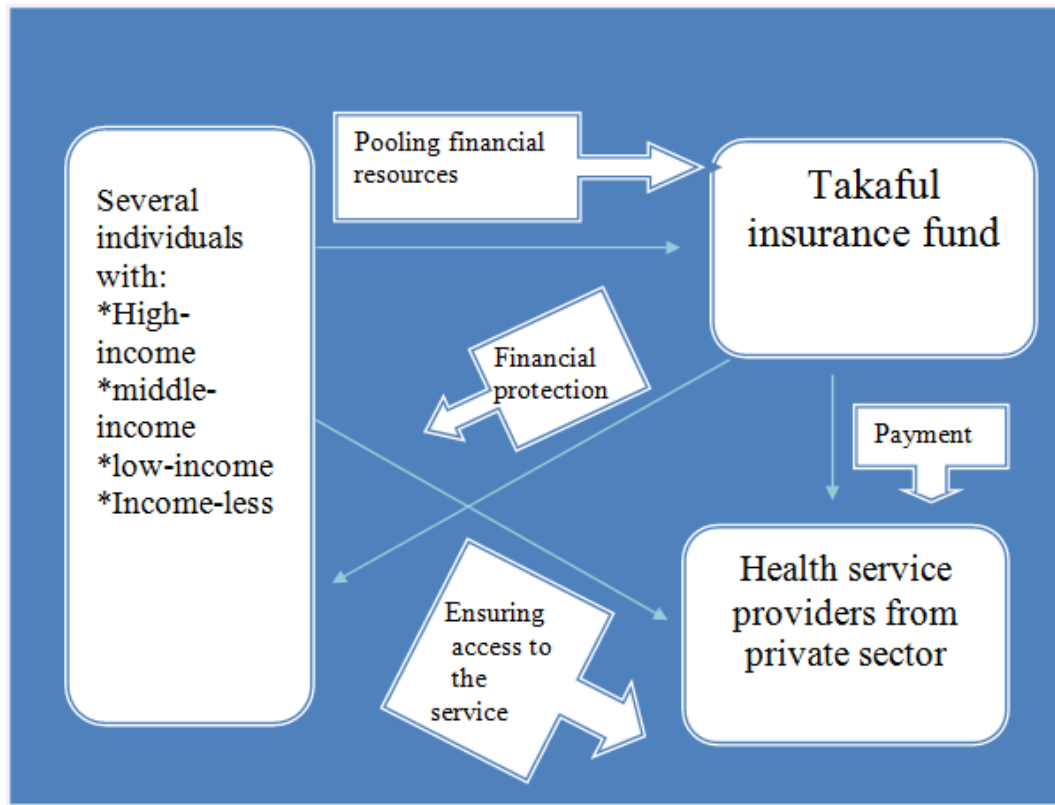 Several
individuals
with:
*High-
income
*middle-
income
*low-income
*Income-less
Pooling financial
resources
Takaful
insurance fund
Financial
protection
Payment
Ensuring
access to
the
service
Health service
providers from
private sector